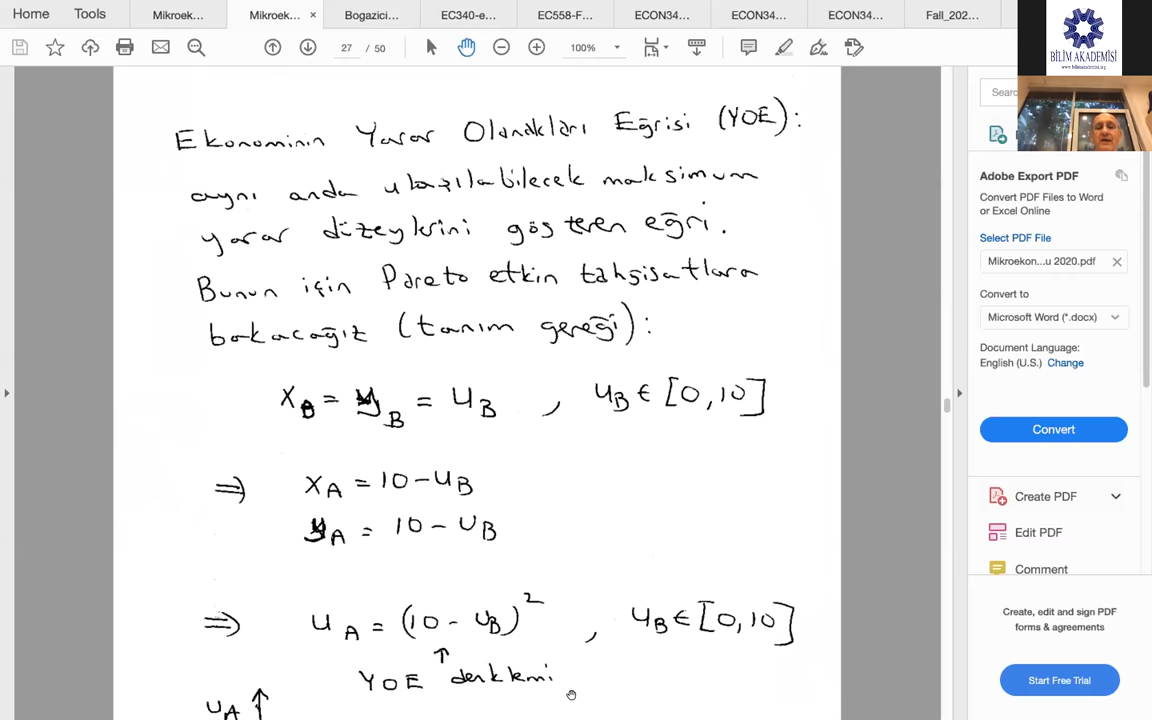 Home Tools Mikroek... Mikroek... × Bogazici... EC340-e... EC558-F... ECON34... ECON34... ECON34... Fall_202...
27 / 50 100%
BİLİM AKADEMİSİ
www.bilimakademisi.org
Sear
Ekonominin Yarar Olanakları Eğrisi (YOE):
aynı anda ulaşılabilecek maksimum
yarar düzeylerini gösteren eğri.
Bunun için Pareto etkin tahsisatlara
bakacağız (tanım gereği):
x_B = y_B = u_B , u_B ∈ [0,10]
⇒ x_A = 10 - u_B
y_A = 10 - u_B
⇒ u_A = (10 - u_B)² , u_B ∈ [0,10]
↑
YOE denklemi
u_A ↑
Adobe Export PDF
Convert PDF Files to Word
or Excel Online
Select PDF File
Mikroekon...u 2020.pdf ×
Convert to
Microsoft Word (*.docx)
Document Language:
English (U.S.) Change
Convert
Create PDF
Edit PDF
Comment
Create, edit and sign PDF
forms & agreements
Start Free Trial